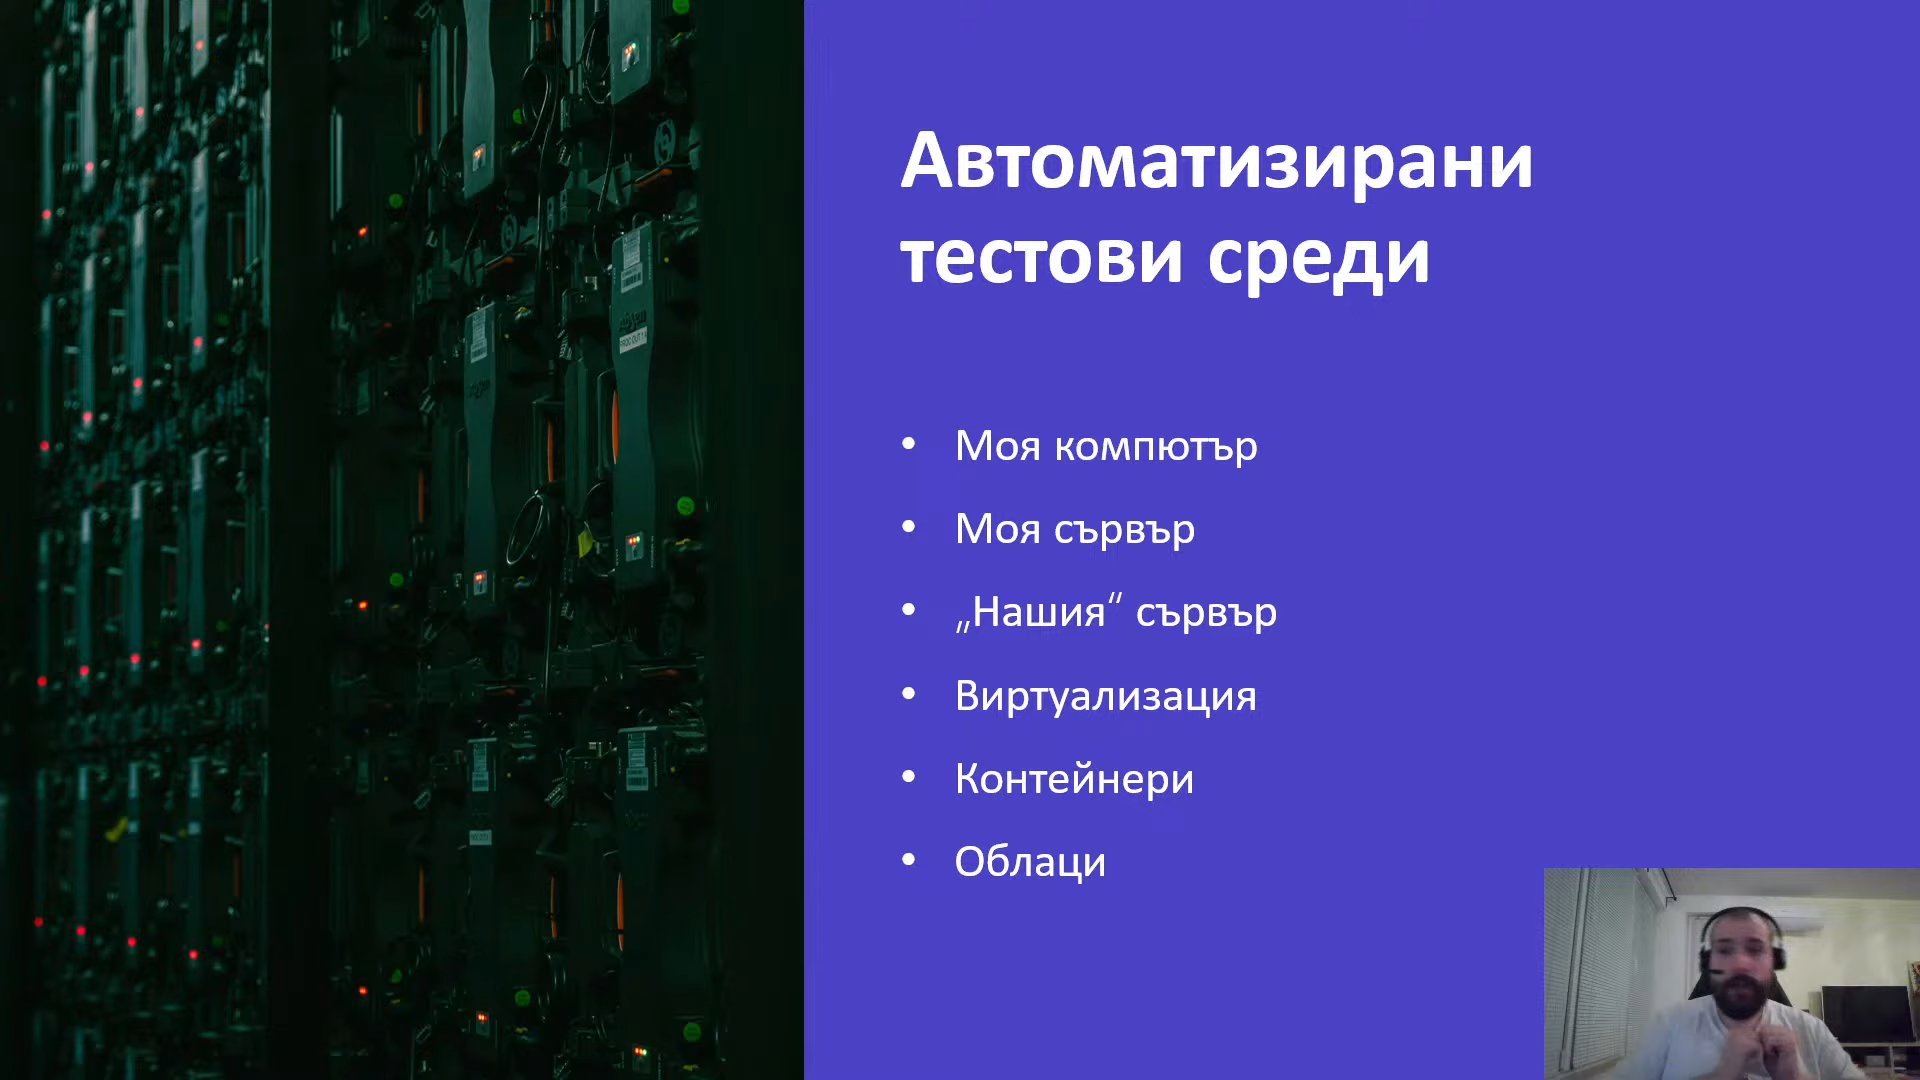 Автоматизирани
тестови среди
• Моя компютър
• Моя сървър
• „Нашия“ сървър
• Виртуализация
• Контейнери
• Облаци